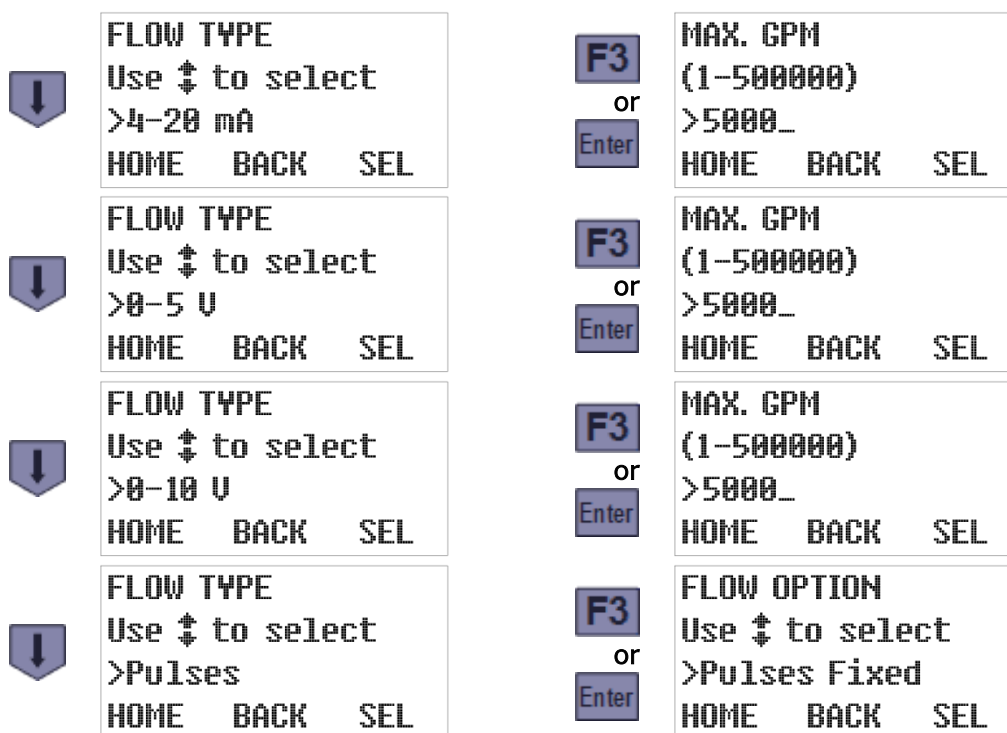 FLOW TYPE
Use ↕ to select
>4-20 mA
HOME BACK SEL
F3
or
Enter
MAX. GPM
(1-500000)
>5000_
HOME BACK SEL
FLOW TYPE
Use ↕ to select
>0-5 V
HOME BACK SEL
F3
or
Enter
MAX. GPM
(1-500000)
>5000_
HOME BACK SEL
FLOW TYPE
Use ↕ to select
>0-10 V
HOME BACK SEL
F3
or
Enter
MAX. GPM
(1-500000)
>5000_
HOME BACK SEL
FLOW TYPE
Use ↕ to select
>Pulses
HOME BACK SEL
F3
or
Enter
FLOW OPTION
Use ↕ to select
>Pulses Fixed
HOME BACK SEL